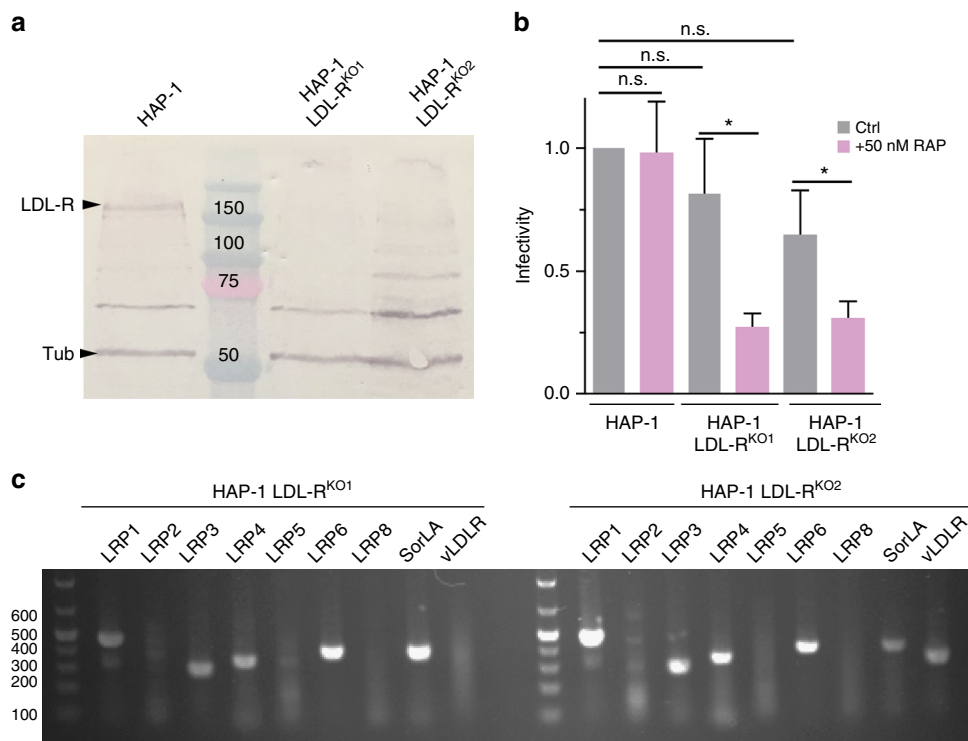 a
HAP-1
HAP-1 LDL-R^KO1
HAP-1 LDL-R^KO2
LDL-R
150
100
75
Tub
50
b
n.s.
n.s.
n.s.
*
*
Ctrl
+50 nM RAP
Infectivity
1.0
0.5
0.0
HAP-1
HAP-1
LDL-R^KO1
HAP-1
LDL-R^KO2
c
HAP-1 LDL-R^KO1
HAP-1 LDL-R^KO2
LRP1 LRP2 LRP3 LRP4 LRP5 LRP6 LRP8 SorLA vLDLR
LRP1 LRP2 LRP3 LRP4 LRP5 LRP6 LRP8 SorLA vLDLR
600
500
400
300
200
100